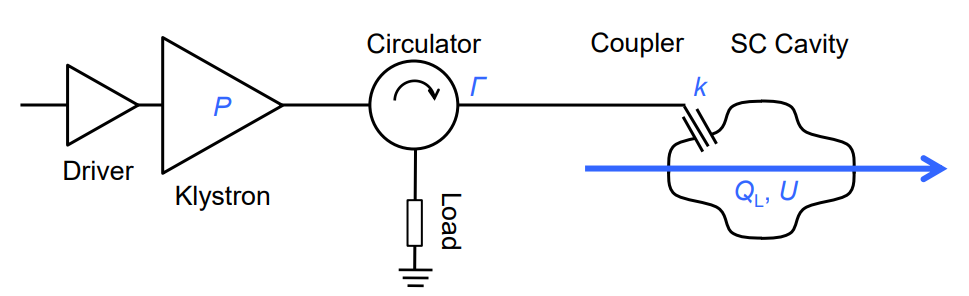 Circulator
Coupler
SC Cavity
Γ
k
P
Driver
Klystron
Load
Q_L, U